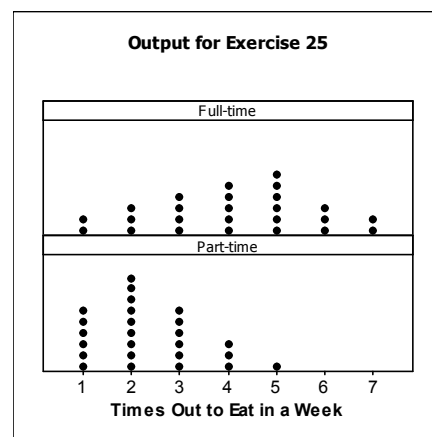 Output for Exercise 25
Full-time
Part-time
1 2 3 4 5 6 7
Times Out to Eat in a Week